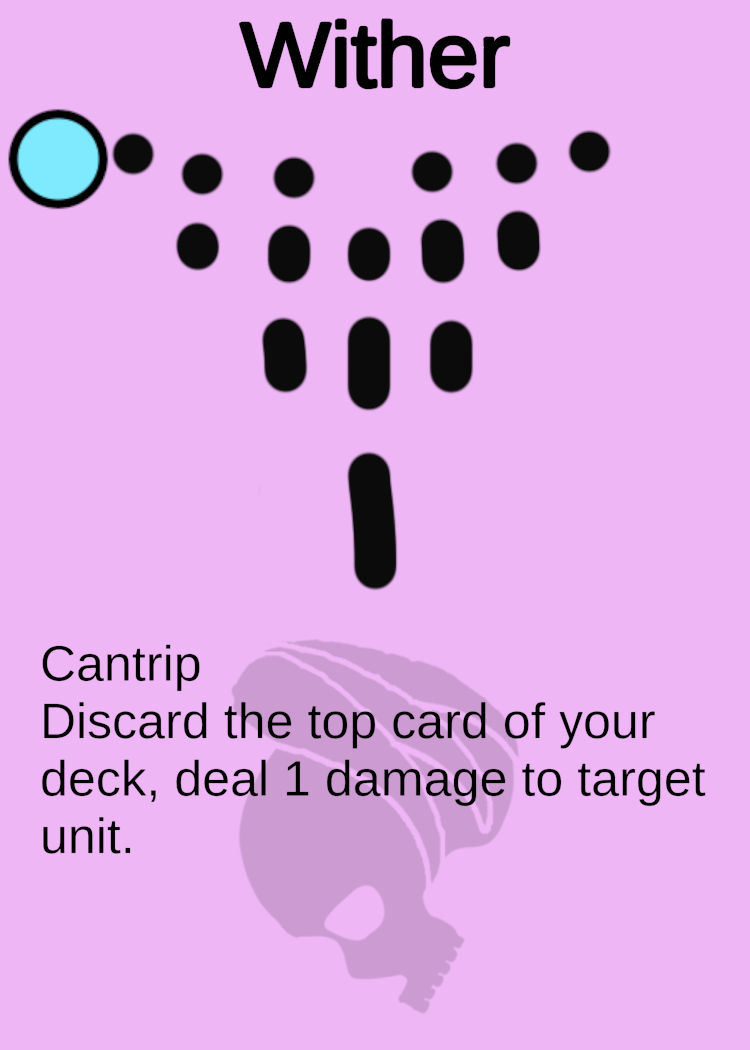 Wither
Cantrip
Discard the top card of your
deck, deal 1 damage to target
unit.